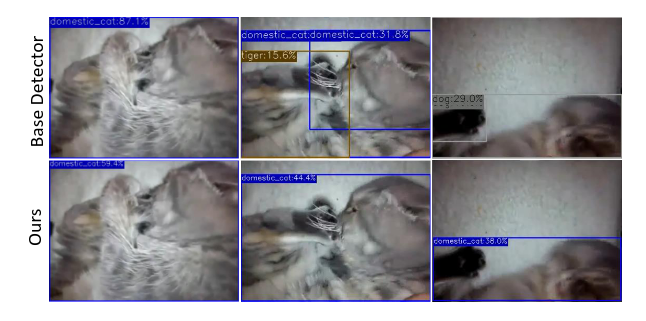 Base Detector
domestic_cat:87.1%
domestic_cat:domestic_cat:31.8%
tiger:15.6%
dog:29.0%
Ours
domestic_cat:59.4%
domestic_cat:44.4%
domestic_cat:38.0%